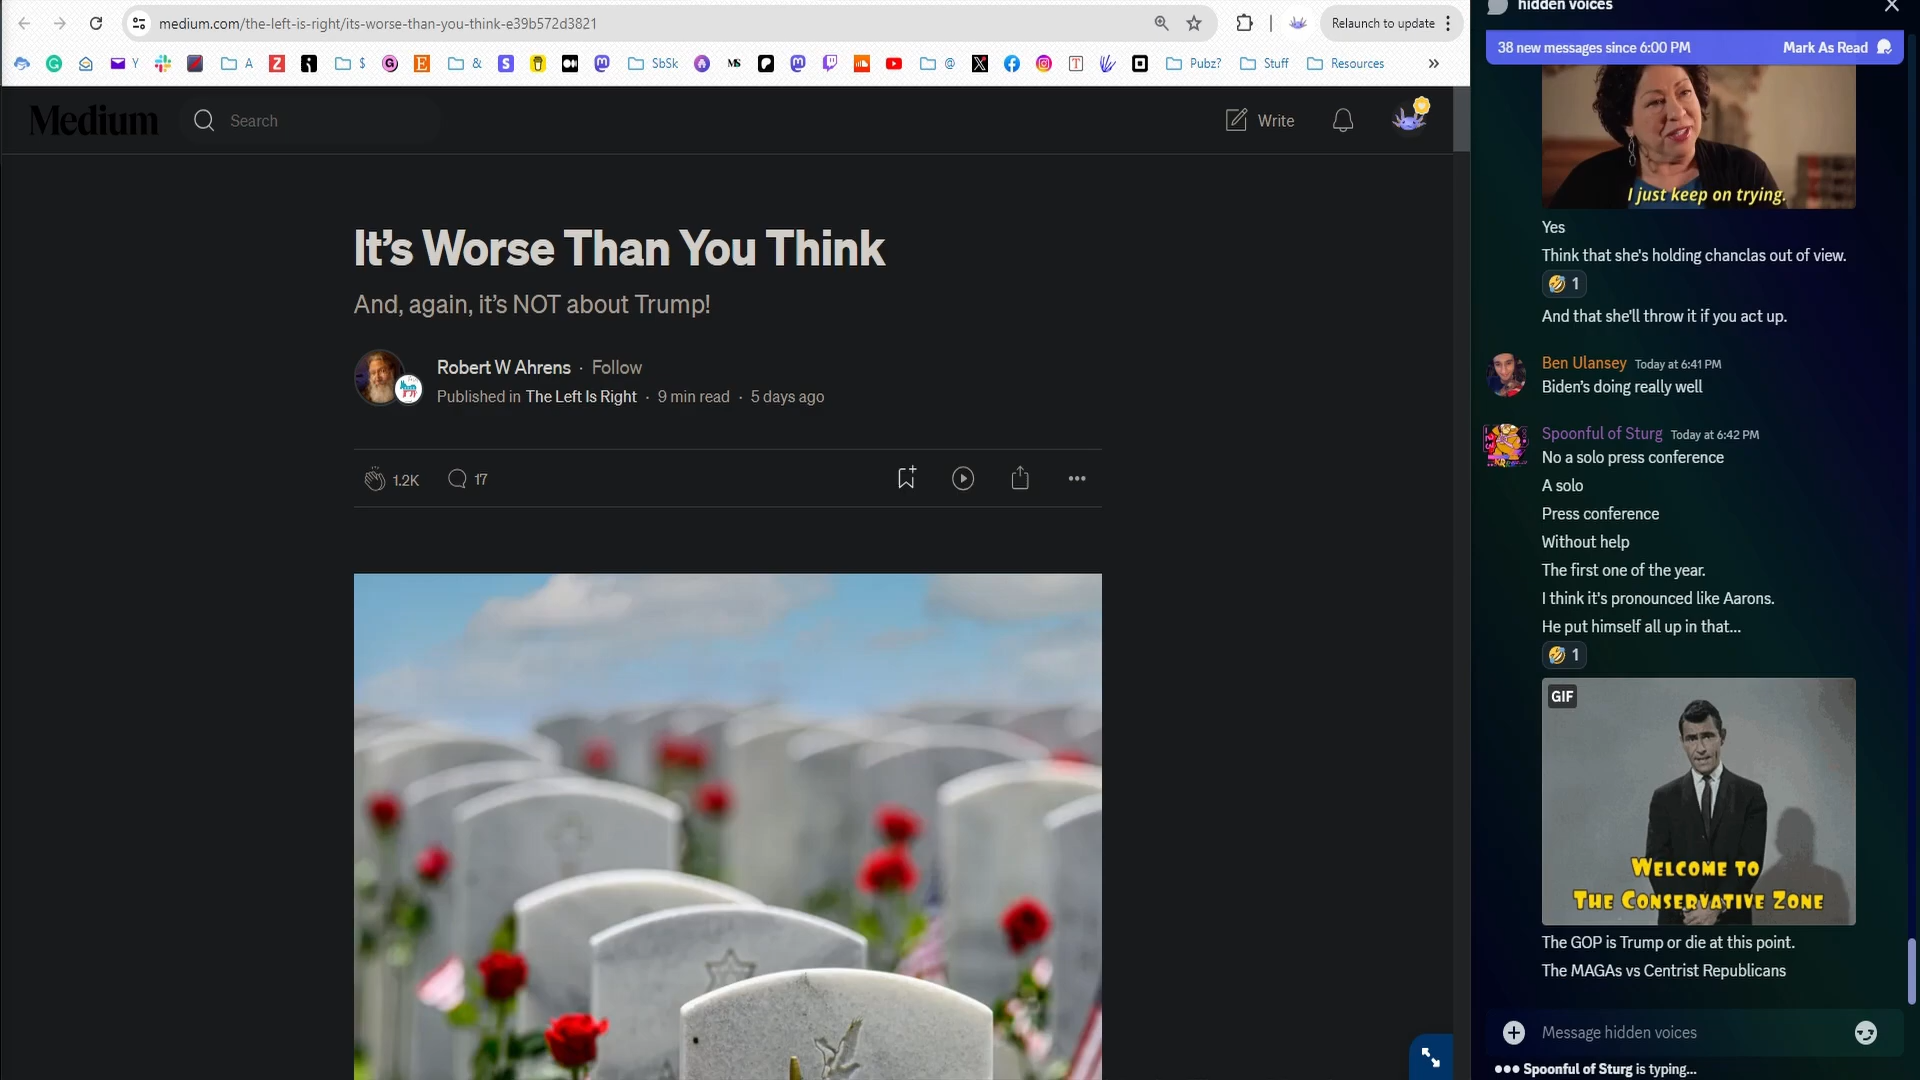 medium.com/the-left-is-right/its-worse-than-you-think-e39b572d3821
Relaunch to update
Y
A
$
&
SbSk
@
Pubz?
Stuff
Resources
Medium
Search
Write
It's Worse Than You Think
And, again, it's NOT about Trump!
Robert W Ahrens · Follow
Published in The Left Is Right · 9 min read · 5 days ago
1.2K
17
hidden voices
38 new messages since 6:00 PM
Mark As Read
I just keep on trying.
Yes
Think that she's holding chanclas out of view.
1
And that she'll throw it if you act up.
Ben Ulansey Today at 6:41 PM
Biden's doing really well
Spoonful of Sturg Today at 6:42 PM
No a solo press conference
A solo
Press conference
Without help
The first one of the year.
I think it's pronounced like Aarons.
He put himself all up in that...
1
GIF
WELCOME TO
THE CONSERVATIVE ZONE
The GOP is Trump or die at this point.
The MAGAs vs Centrist Republicans
Message hidden voices
Spoonful of Sturg is typing...